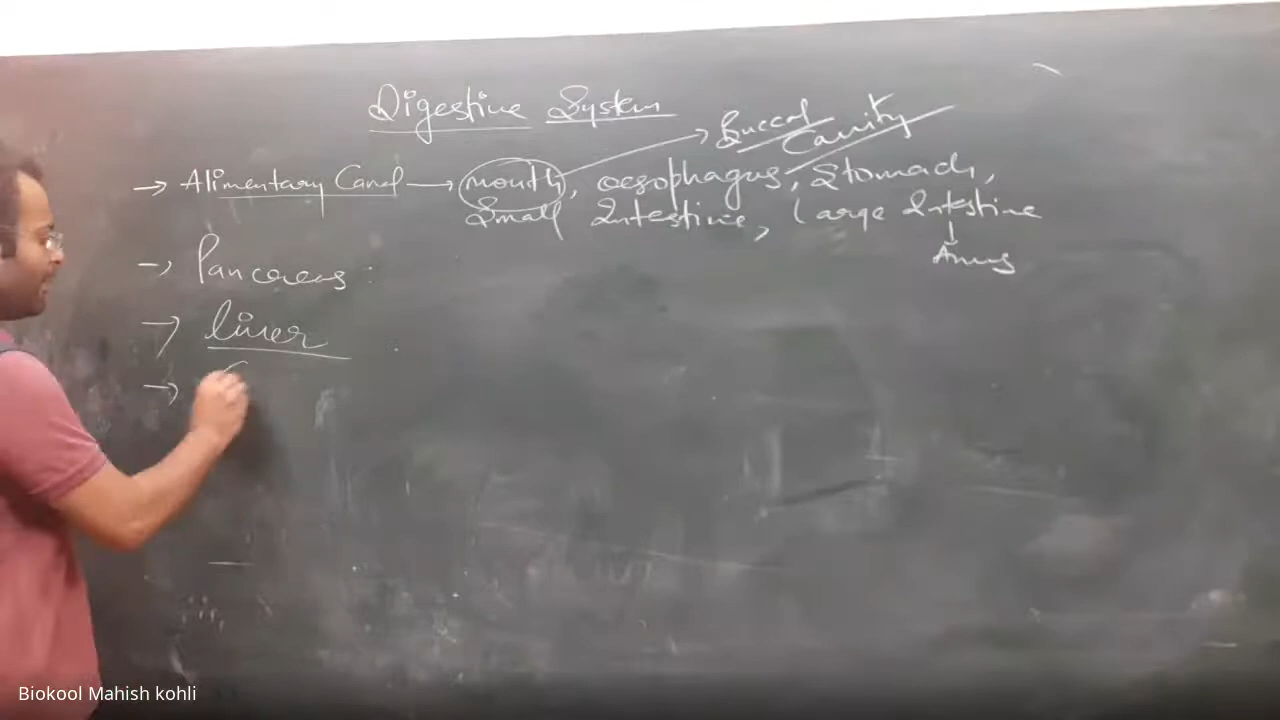 Digestive System
→ Alimentary Canal → mouth, oesophagus, Stomach,
Buccal
Cavity
Small Intestine, Large Intestine
↓
Anus
→ Pancreas :
→ liver
→
Biokool Mahish kohli